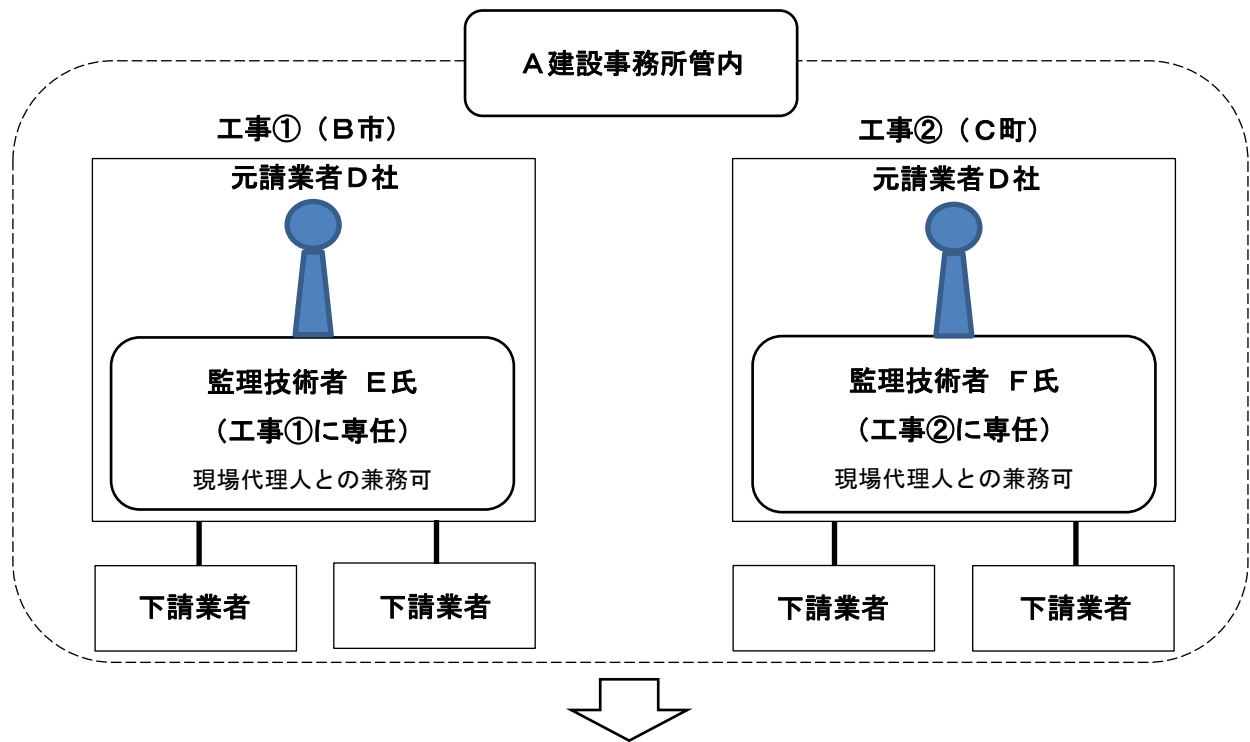 A建設事務所管内
工事①(B市)
元請業者D社
監理技術者 E氏
(工事①に専任)
現場代理人との兼務可
下請業者
下請業者
工事②(C町)
元請業者D社
監理技術者 F氏
(工事②に専任)
現場代理人との兼務可
下請業者
下請業者